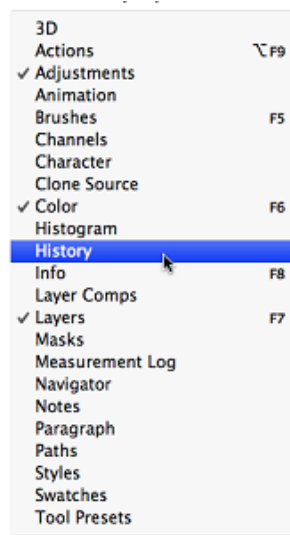 3D
Actions ⌥F9
✓ Adjustments
Animation
Brushes F5
Channels
Character
Clone Source
✓ Color F6
Histogram
History
Info F8
Layer Comps
✓ Layers F7
Masks
Measurement Log
Navigator
Notes
Paragraph
Paths
Styles
Swatches
Tool Presets